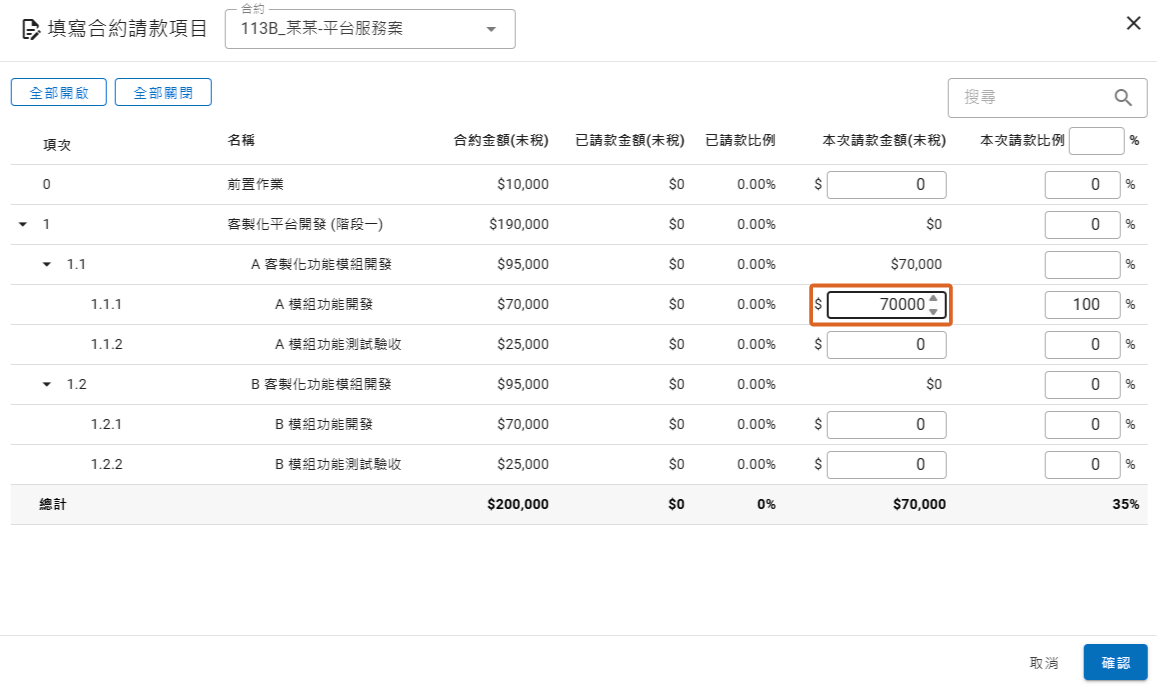 合約
填寫合約請款項目 113B_某某-平台服務案
全部開啟 全部關閉 搜尋
項次 名稱 合約金額(未稅) 已請款金額(未稅) 已請款比例 本次請款金額(未稅) 本次請款比例 %
0 前置作業 $10,000 $0 0.00% $ 0 0 %
1 客製化平台開發 (階段一) $190,000 $0 0.00% $0 0 %
1.1 A 客製化功能模組開發 $95,000 $0 0.00% $70,000 %
1.1.1 A 模組功能開發 $70,000 $0 0.00% $ 70000 100 %
1.1.2 A 模組功能測試驗收 $25,000 $0 0.00% $ 0 0 %
1.2 B 客製化功能模組開發 $95,000 $0 0.00% $0 0 %
1.2.1 B 模組功能開發 $70,000 $0 0.00% $ 0 0 %
1.2.2 B 模組功能測試驗收 $25,000 $0 0.00% $ 0 0 %
總計 $200,000 $0 0% $70,000 35%
取消 確認